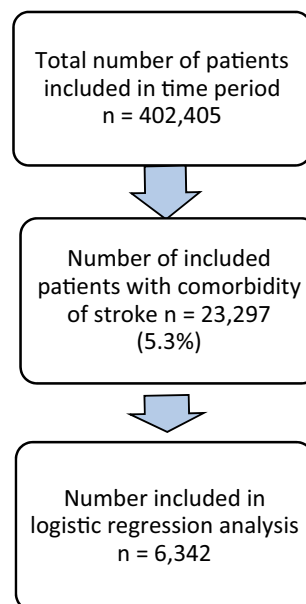 Total number of patients
included in time period
n = 402,405
Number of included
patients with comorbidity
of stroke n = 23,297
(5.3%)
Number included in
logistic regression analysis
n = 6,342